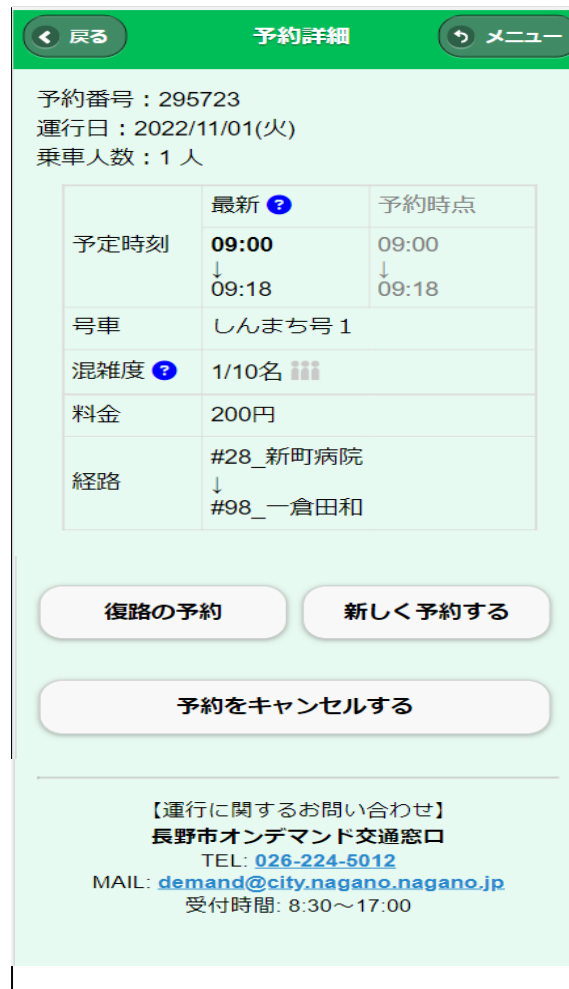 戻る
予約詳細
メニュー
予約番号：295723
運行日：2022/11/01(火)
乗車人数：1 人
最新 ?
予約時点
予定時刻
09:00
↓
09:18
09:00
↓
09:18
号車
しんまち号１
混雑度 ?
1/10名
料金
200円
経路
#28_新町病院
↓
#98_一倉田和
復路の予約
新しく予約する
予約をキャンセルする
【運行に関するお問い合わせ】
長野市オンデマンド交通窓口
TEL: 026-224-5012
MAIL: demand@city.nagano.nagano.jp
受付時間: 8:30～17:00